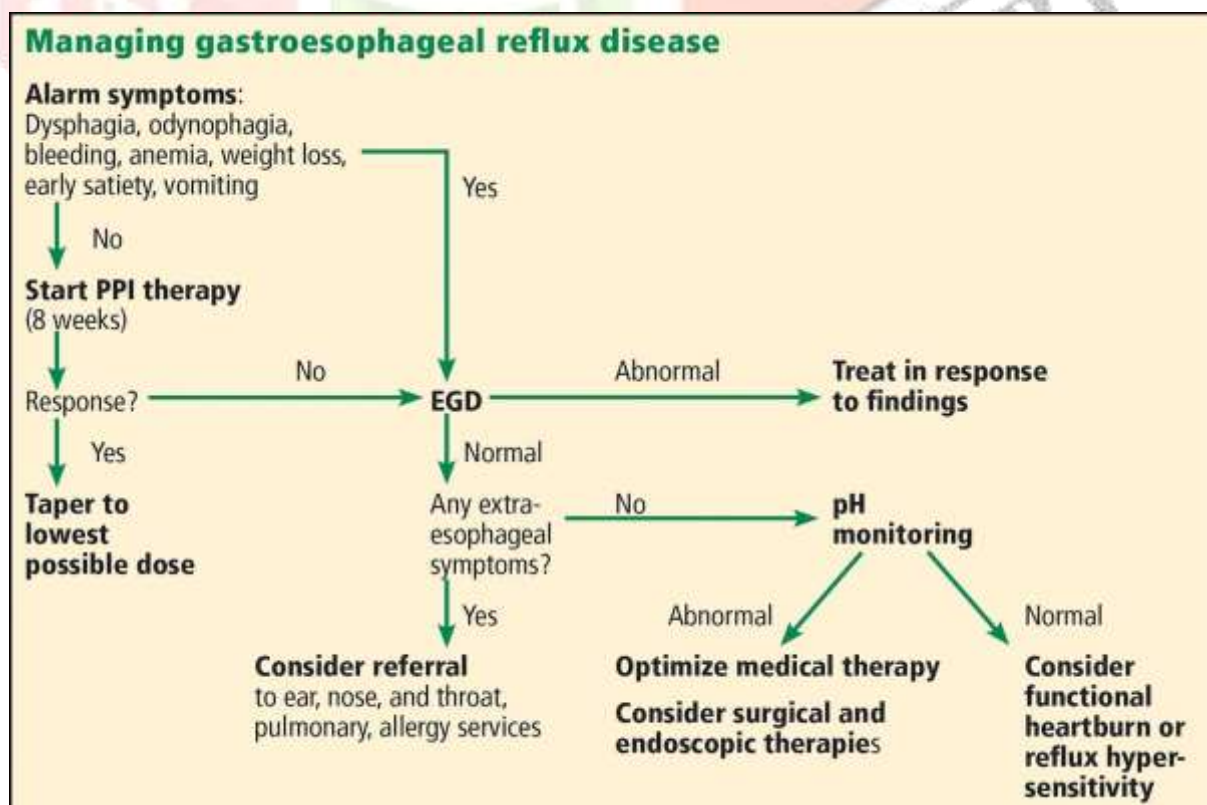 Managing gastroesophageal reflux disease
Alarm symptoms:
Dysphagia, odynophagia,
bleeding, anemia, weight loss,
early satiety, vomiting
Yes
No
Start PPI therapy
(8 weeks)
Response?
No
EGD
Abnormal
Treat in response
to findings
Yes
Normal
Taper to
lowest
possible dose
Any extra-
esophageal
symptoms?
No
pH
monitoring
Yes
Abnormal
Normal
Consider referral
to ear, nose, and throat,
pulmonary, allergy services
Optimize medical therapy
Consider surgical and
endoscopic therapies
Consider
functional
heartburn or
reflux hyper-
sensitivity